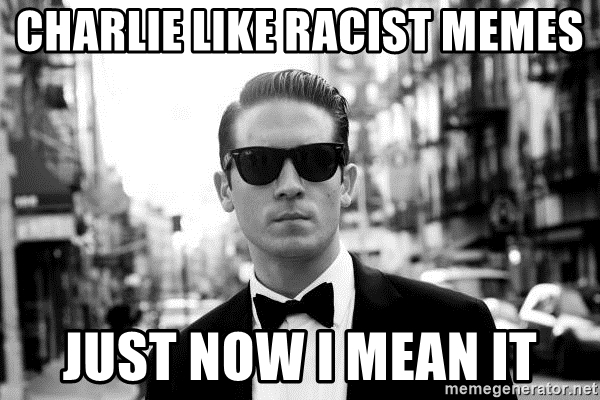 CHARLIE LIKE RACIST MEMES
JUST NOW I MEAN IT
memegenerator.net